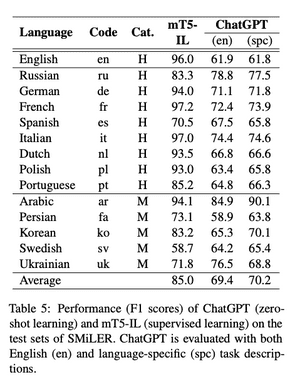 Language Code Cat. mT5-IL ChatGPT (en) (spc)
English en H 96.0 61.9 61.8
Russian ru H 83.3 78.8 77.5
German de H 94.0 71.1 71.8
French fr H 97.2 72.4 73.9
Spanish es H 70.5 67.5 65.8
Italian it H 97.0 74.4 74.6
Dutch nl H 93.5 66.8 66.6
Polish pl H 93.0 63.4 65.8
Portuguese pt H 85.2 64.8 66.3
Arabic ar M 94.1 84.9 90.1
Persian fa M 73.1 58.9 63.8
Korean ko M 83.2 65.3 70.1
Swedish sv M 58.7 64.2 65.4
Ukrainian uk M 71.8 76.5 68.8
Average 85.0 69.4 70.2
Table 5: Performance (F1 scores) of ChatGPT (zero-
shot learning) and mT5-IL (supervised learning) on the
test sets of SMiLER. ChatGPT is evaluated with both
English (en) and language-specific (spc) task descrip-
tions.